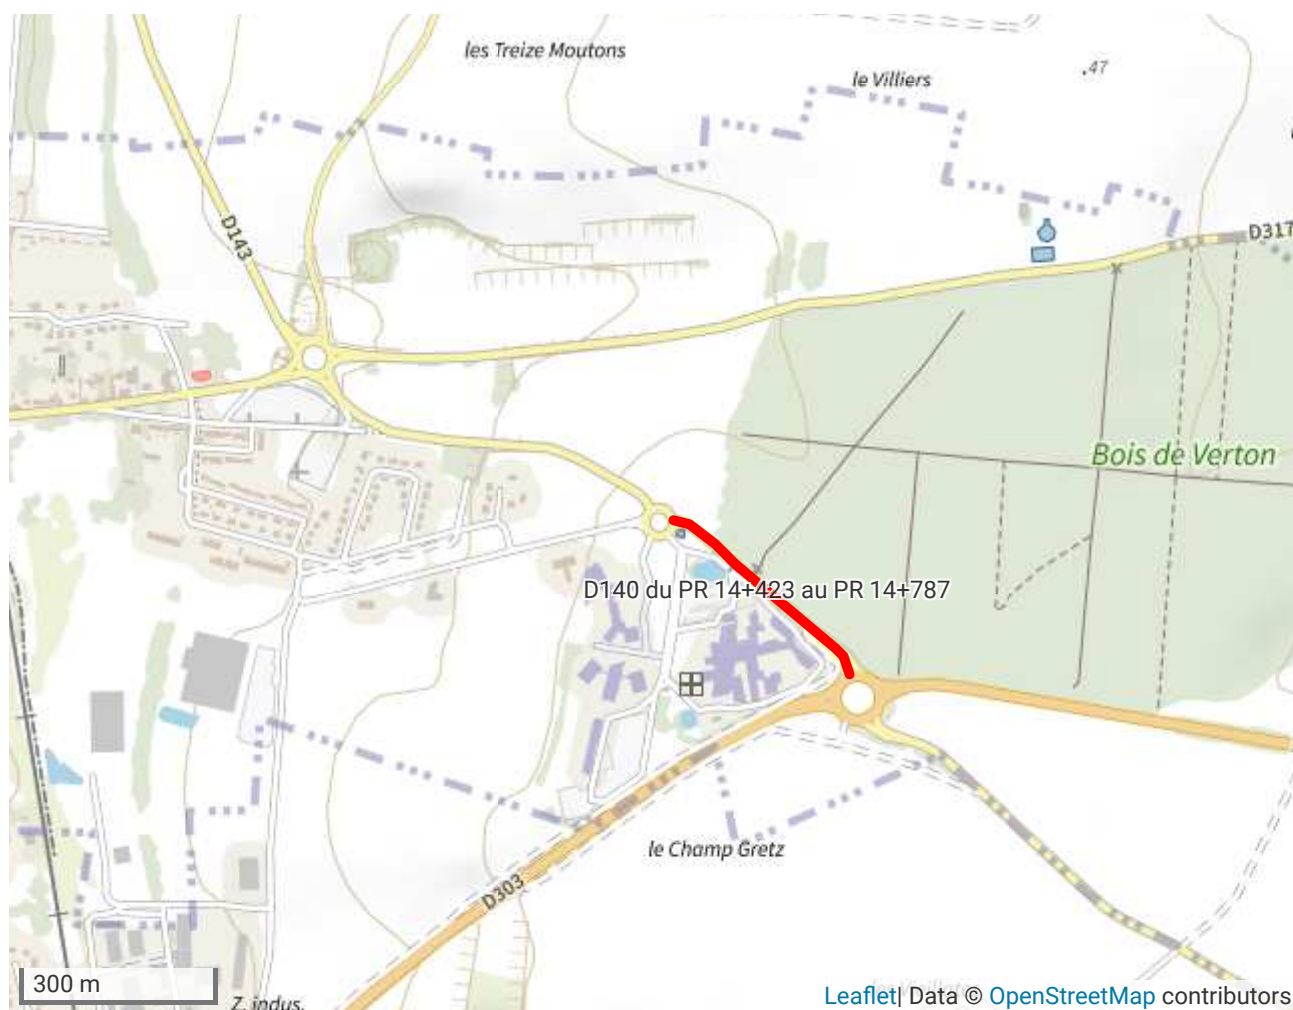 les Treize Moutons
le Villiers
.47
D143
D317
Bois de Verton
D140 du PR 14+423 au PR 14+787
le Champ Gretz
D303
300 m
Z. indus.
Leaflet| Data © OpenStreetMap contributors